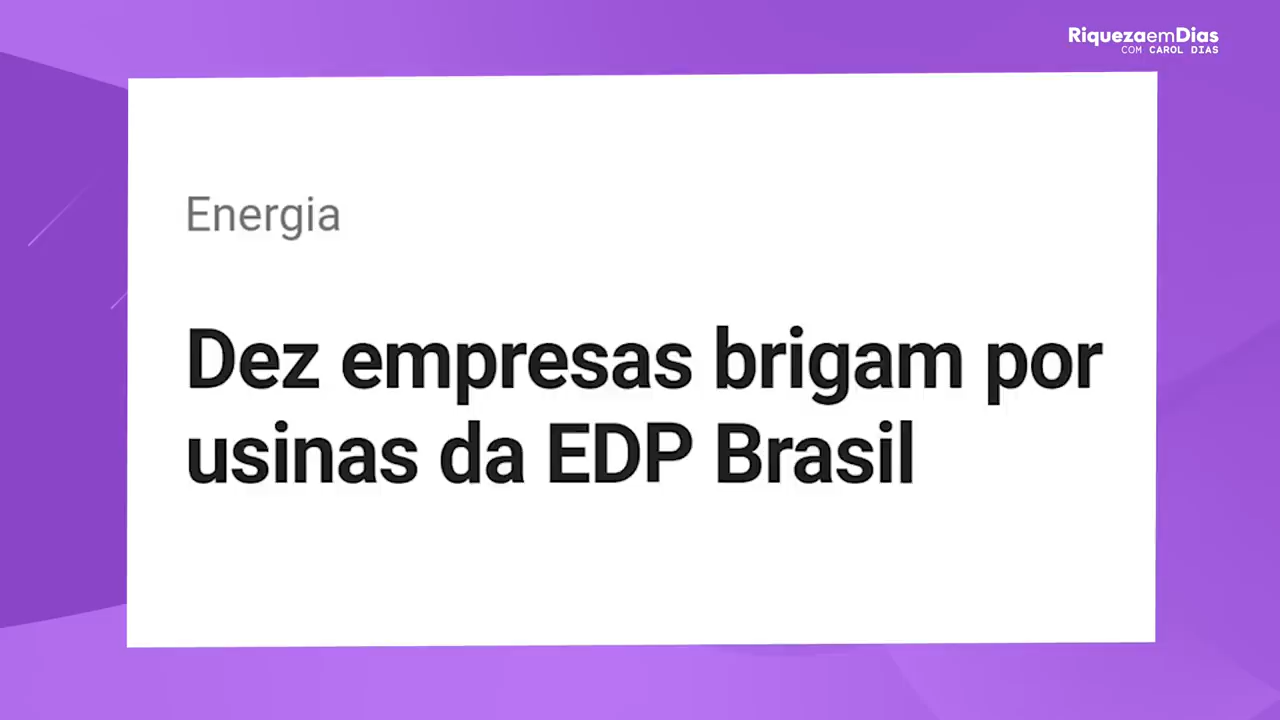 RiquezaemDias
COM CAROL DIAS
Energia
Dez empresas brigam por
usinas da EDP Brasil